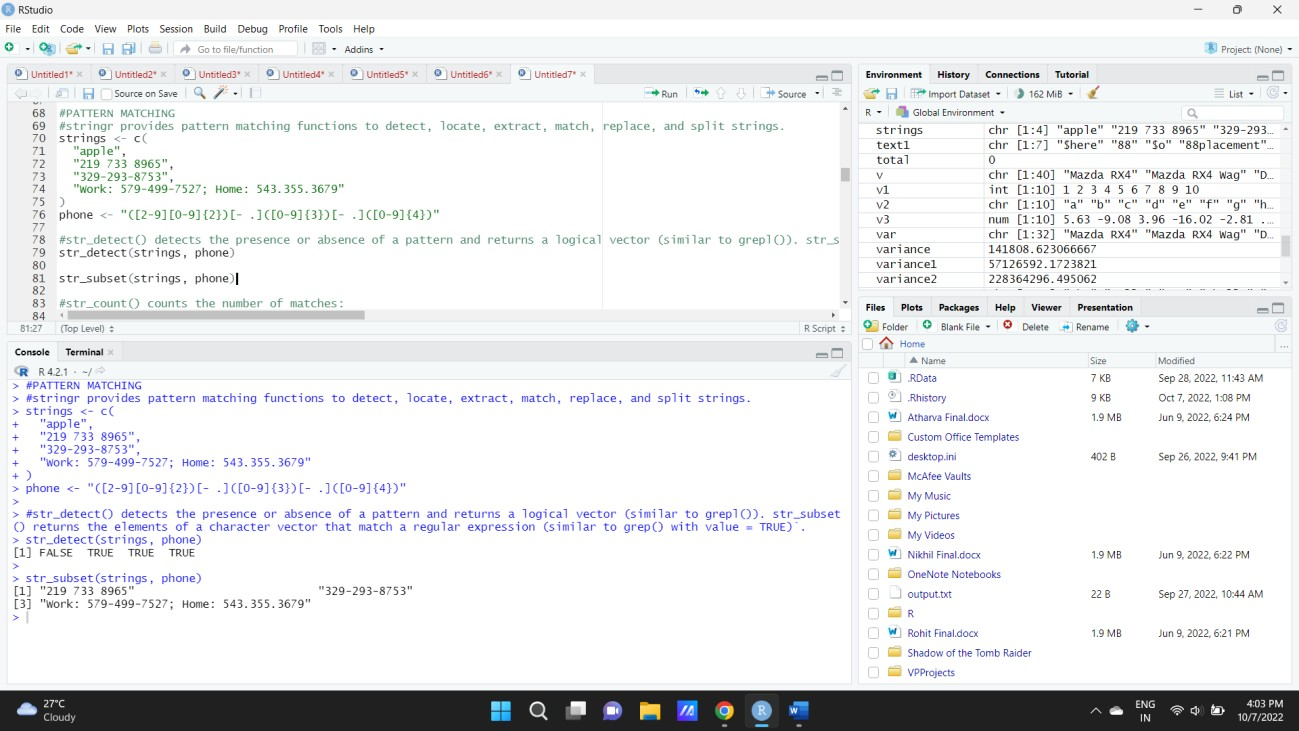 RStudio
File Edit Code View Plots Session Build Debug Profile Tools Help
Go to file/function Addins Project: (None)
Untitled1* Untitled2* Untitled3* Untitled4* Untitled5* Untitled6* Untitled7*
Source on Save Run Source
68 #PATTERN MATCHING
69 #stringr provides pattern matching functions to detect, locate, extract, match, replace, and split strings.
70 strings <- c(
71 "apple",
72 "219 733 8965",
73 "329-293-8753",
74 "Work: 579-499-7527; Home: 543.355.3679"
75 )
76 phone <- "([2-9][0-9]{2})[- .]([0-9]{3})[- .]([0-9]{4})"
77
78 #str_detect() detects the presence or absence of a pattern and returns a logical vector (similar to grepl()). str_s
79 str_detect(strings, phone)
80
81 str_subset(strings, phone)
82
83 #str_count() counts the number of matches:
84
81:27 (Top Level) R Script
Console Terminal
R 4.2.1 · ~/
> #PATTERN MATCHING
> #stringr provides pattern matching functions to detect, locate, extract, match, replace, and split strings.
> strings <- c(
+ "apple",
+ "219 733 8965",
+ "329-293-8753",
+ "Work: 579-499-7527; Home: 543.355.3679"
+ )
> phone <- "([2-9][0-9]{2})[- .]([0-9]{3})[- .]([0-9]{4})"
>
> #str_detect() detects the presence or absence of a pattern and returns a logical vector (similar to grepl()). str_subset
() returns the elements of a character vector that match a regular expression (similar to grep() with value = TRUE)`.
> str_detect(strings, phone)
[1] FALSE TRUE TRUE TRUE
>
> str_subset(strings, phone)
[1] "219 733 8965" "329-293-8753"
[3] "Work: 579-499-7527; Home: 543.355.3679"
>
Environment History Connections Tutorial
Import Dataset 162 MiB List
R Global Environment
strings chr [1:4] "apple" "219 733 8965" "329-293…
text1 chr [1:7] "$here" "88" "$o" "88placement"…
total 0
v chr [1:40] "Mazda RX4" "Mazda RX4 Wag" "D…
v1 int [1:10] 1 2 3 4 5 6 7 8 9 10
v2 chr [1:10] "a" "b" "c" "d" "e" "f" "g" "h…
v3 num [1:10] 5.63 -9.08 3.96 -16.02 -2.81 ...
var chr [1:32] "Mazda RX4" "Mazda RX4 Wag" "D…
variance 141808.623066667
variance1 57126592.1723821
variance2 228364296.495062
Files Plots Packages Help Viewer Presentation
Folder Blank File Delete Rename
Home
Name Size Modified
.RData 7 KB Sep 28, 2022, 11:43 AM
.Rhistory 9 KB Oct 7, 2022, 1:08 PM
Atharva Final.docx 1.9 MB Jun 9, 2022, 6:24 PM
Custom Office Templates
desktop.ini 402 B Sep 26, 2022, 9:41 PM
McAfee Vaults
My Music
My Pictures
My Videos
Nikhil Final.docx 1.9 MB Jun 9, 2022, 6:22 PM
OneNote Notebooks
output.txt 22 B Sep 27, 2022, 10:44 AM
R
Rohit Final.docx 1.9 MB Jun 9, 2022, 6:21 PM
Shadow of the Tomb Raider
VPProjects
27°C
Cloudy
ENG
IN
4:03 PM
10/7/2022